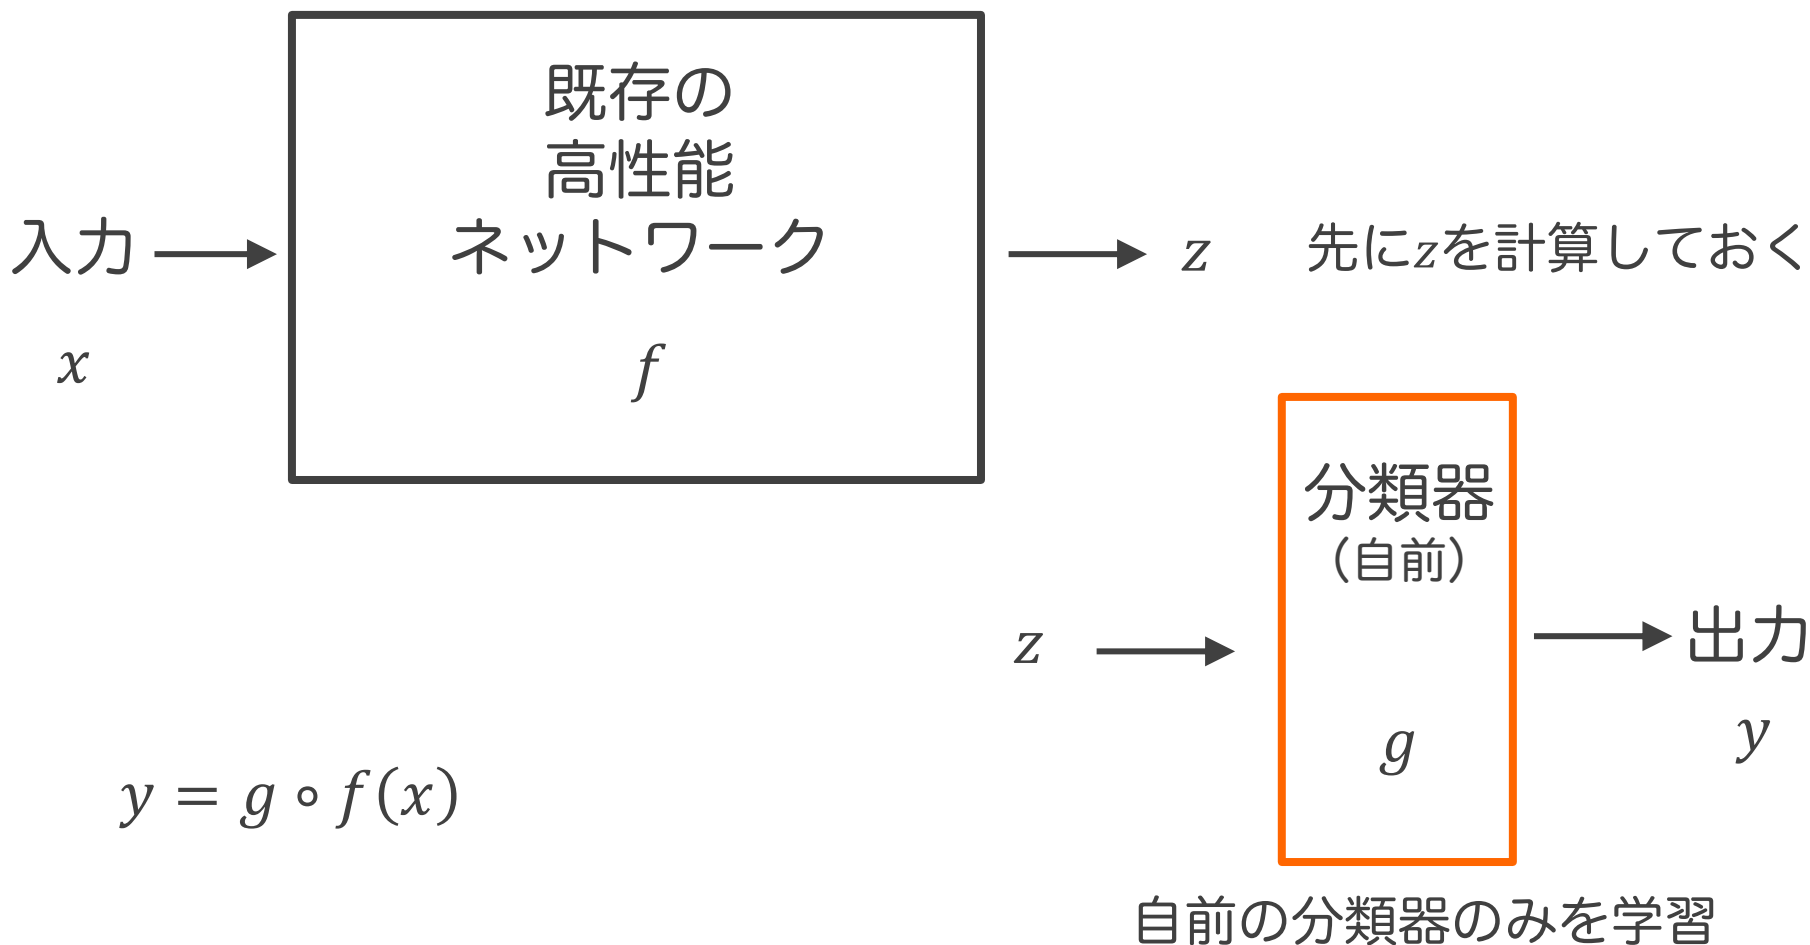 既存の
高性能
ネットワーク
f
入力
x
z
先にzを計算しておく
分類器
（自前）
g
z
出力
y
y = g ∘ f(x)
自前の分類器のみを学習